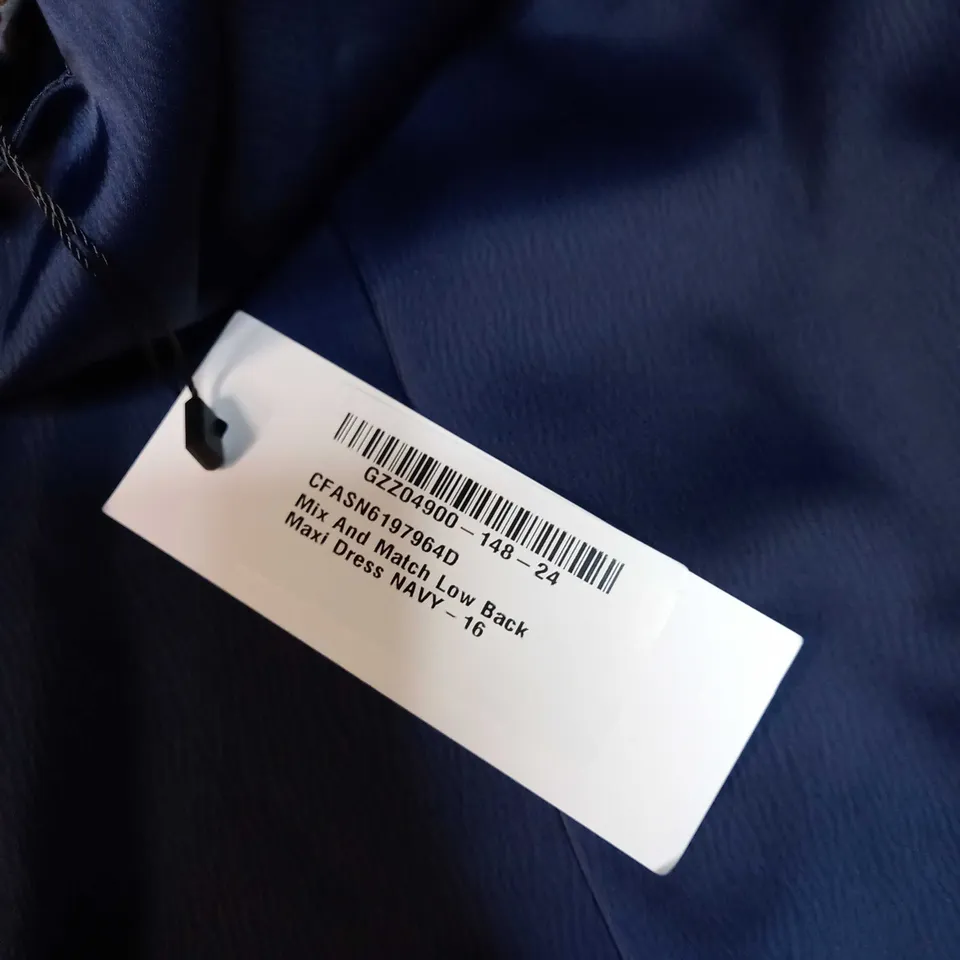 GZZ04900-148-24
CFASN6197964D
Mix And Match Low Back
Maxi Dress NAVY - 16